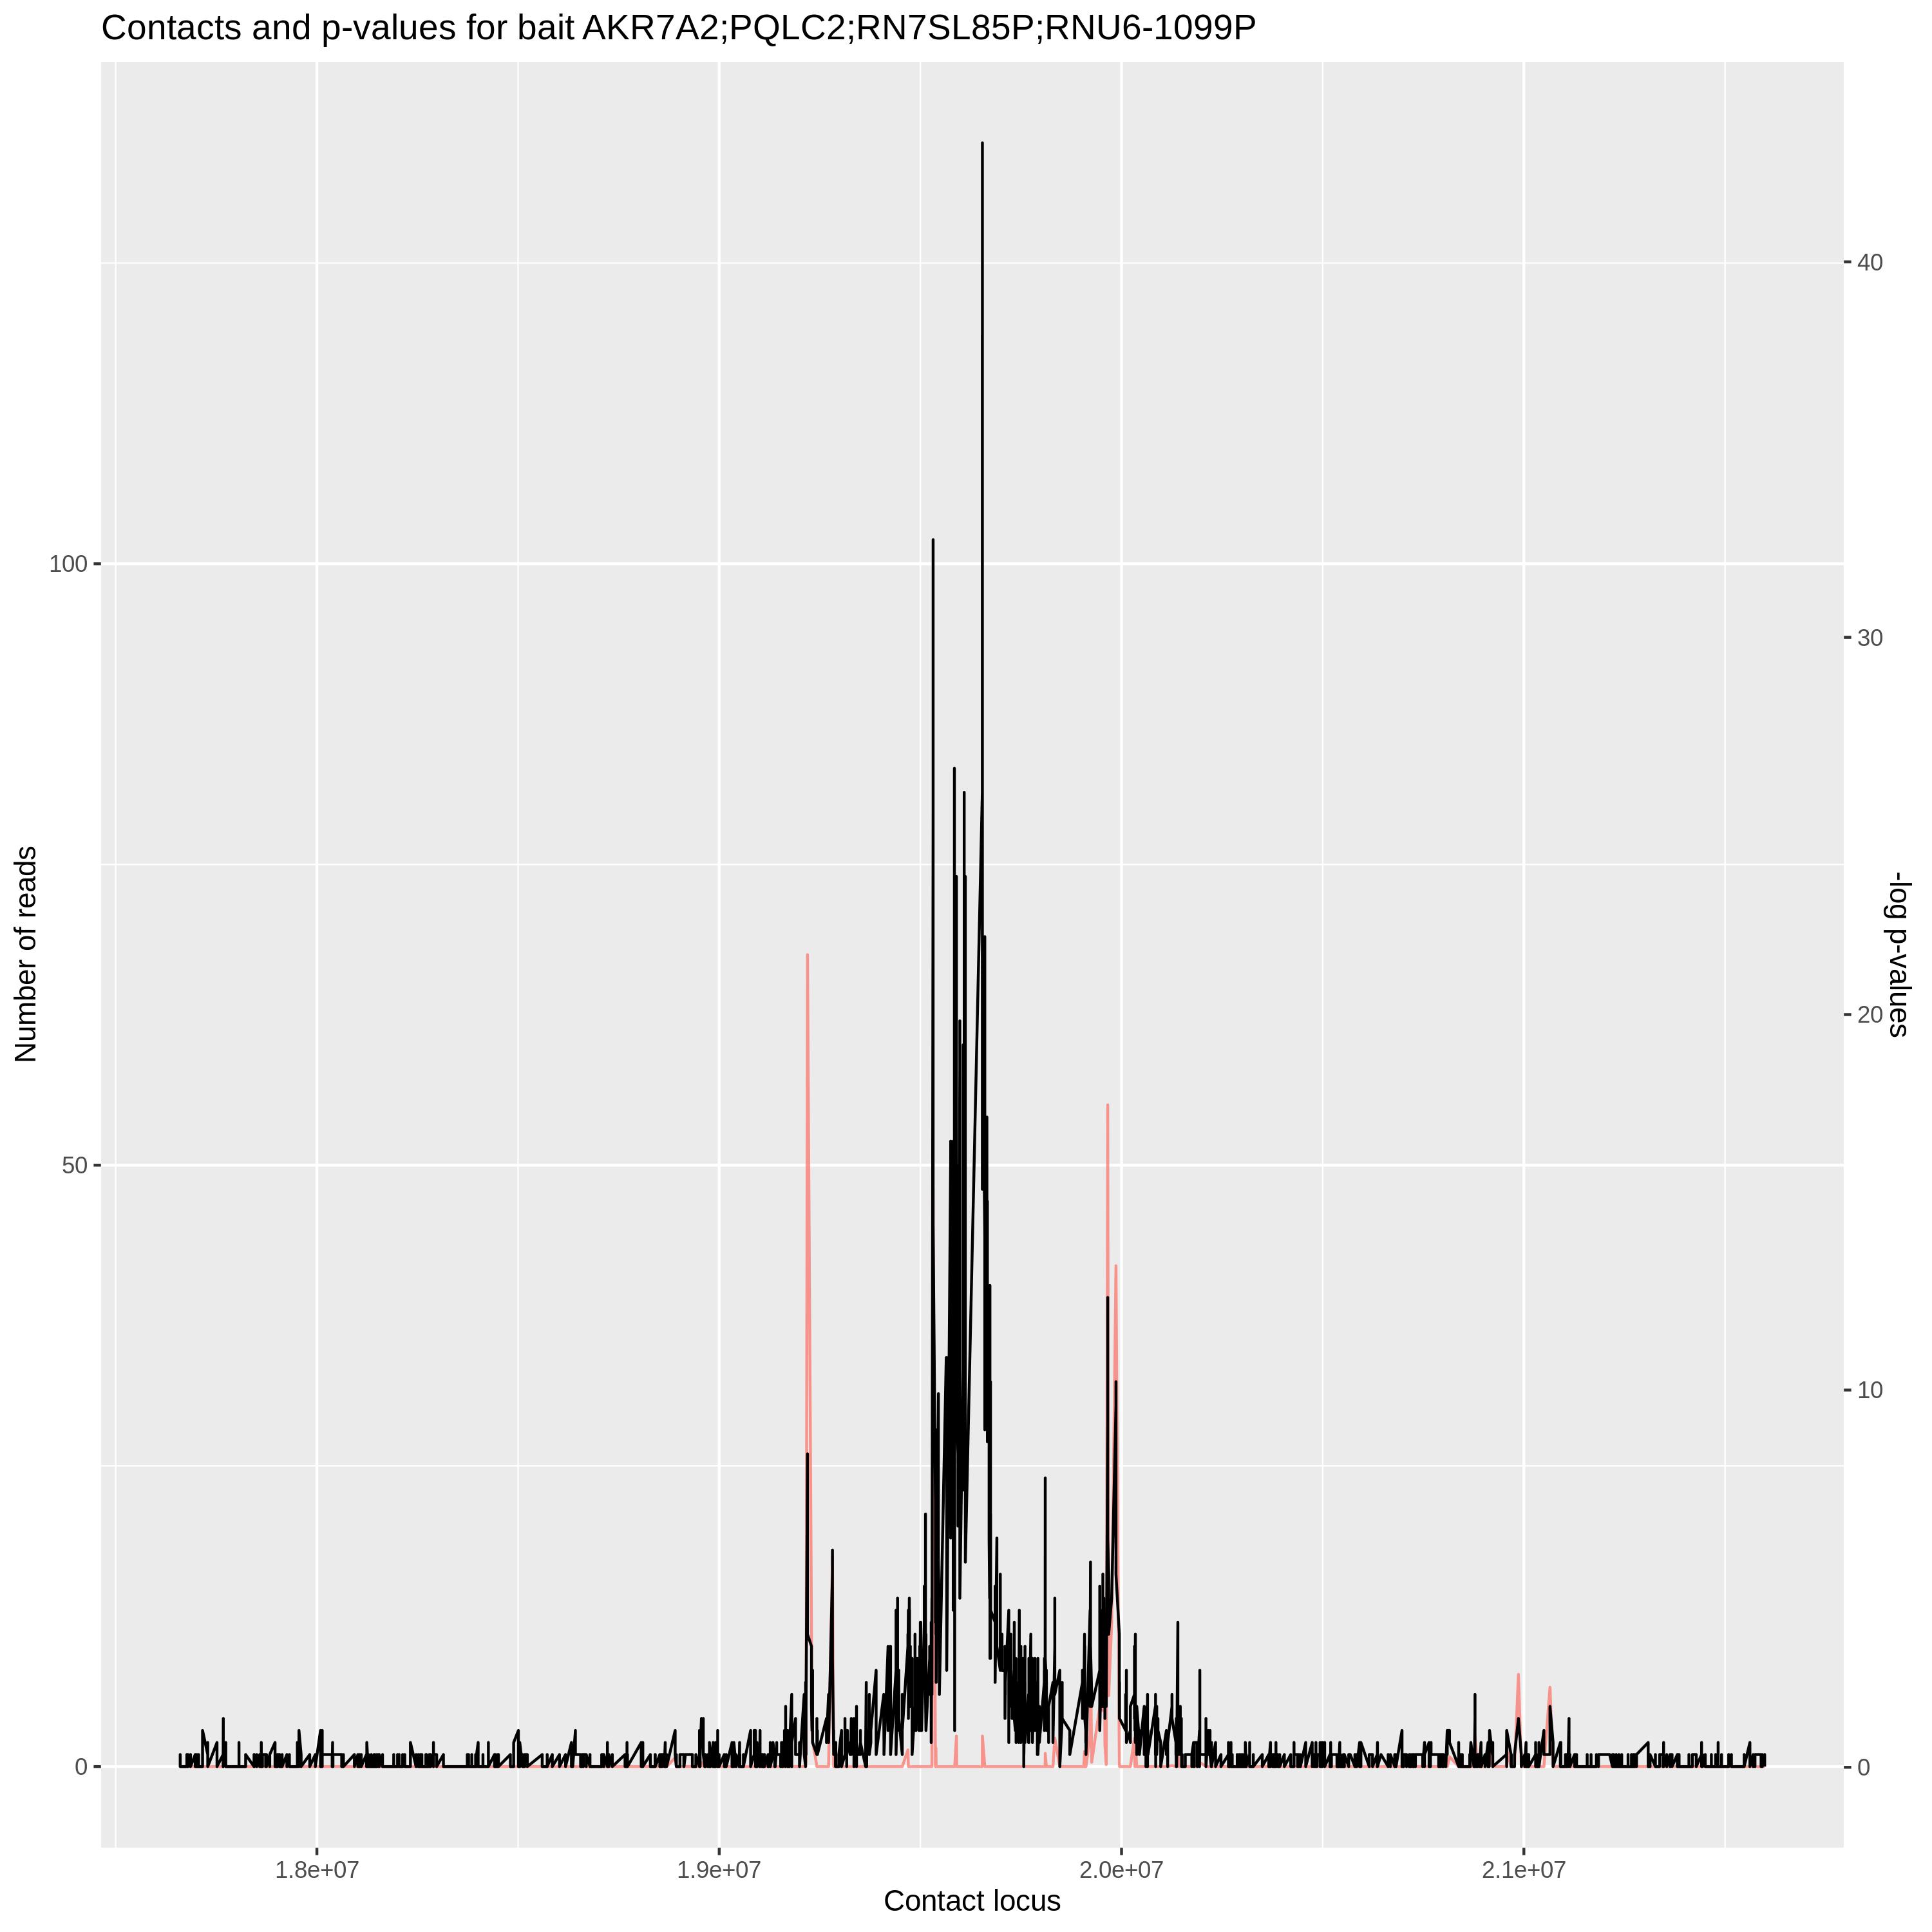 Contacts and p-values for bait AKR7A2;PQLC2;RN7SL85P;RNU6-1099P
Number of reads
100
50
0
40
30
20
10
0
-log p-values
1.8e+07 1.9e+07 2.0e+07 2.1e+07
Contact locus